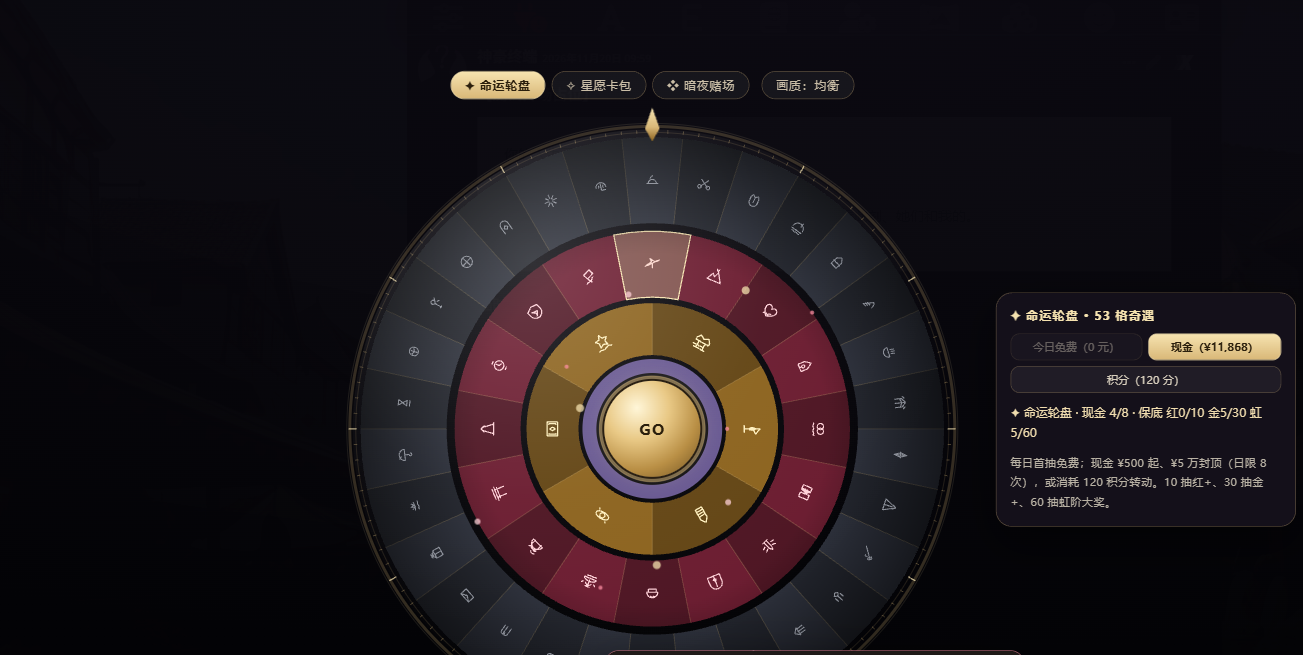 ✦ 命运轮盘
✧ 星愿卡包
❖ 暗夜赌场
画质：均衡
GO
✦ 命运轮盘 • 53 格奇遇
今日免费（0 元）
现金（¥11,868）
积分（120 分）
✦ 命运轮盘 · 现金 4/8 · 保底 红0/10 金5/30 虹
5/60
每日首抽免费；现金 ¥500 起、¥5 万封顶（日限 8
次），或消耗 120 积分转动。10 抽红+、30 抽金
+、60 抽虹阶大奖。